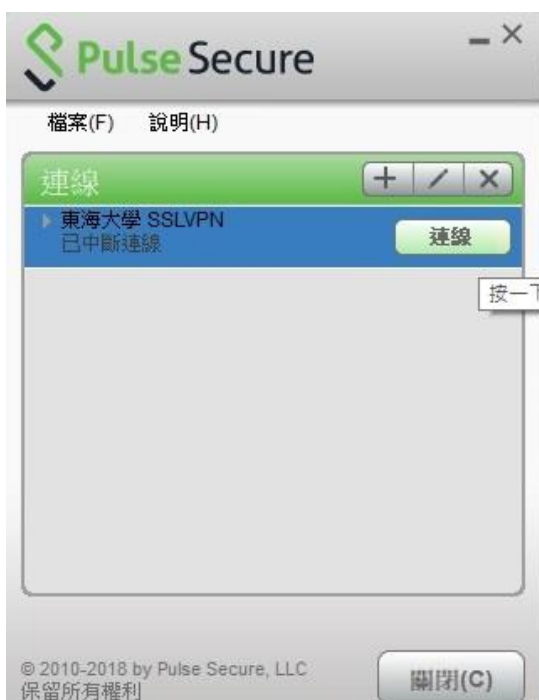 Pulse Secure
檔案(F) 說明(H)
連線
東海大學 SSLVPN
已中斷連線
連線
按一下
© 2010-2018 by Pulse Secure, LLC
保留所有權利
關閉(C)